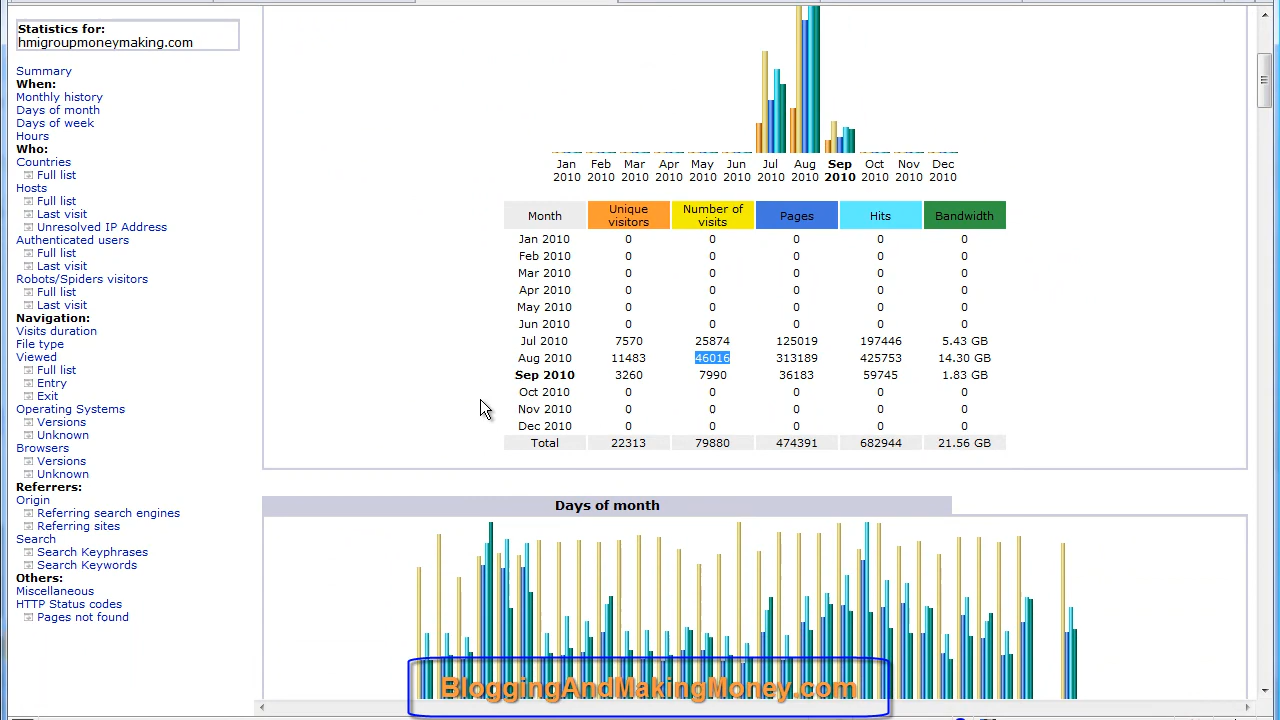 Statistics for:
hmigroupmoneymaking.com
Summary
When:
Monthly history
Days of month
Days of week
Hours
Who:
Countries
Full list
Hosts
Full list
Last visit
Unresolved IP Address
Authenticated users
Full list
Last visit
Robots/Spiders visitors
Full list
Last visit
Navigation:
Visits duration
File type
Viewed
Full list
Entry
Exit
Operating Systems
Versions
Unknown
Browsers
Versions
Unknown
Referrers:
Origin
Referring search engines
Referring sites
Search
Search Keyphrases
Search Keywords
Others:
Miscellaneous
HTTP Status codes
Pages not found
Jan Feb Mar Apr May Jun Jul Aug Sep Oct Nov Dec
2010 2010 2010 2010 2010 2010 2010 2010 2010 2010 2010 2010
Month Unique visitors Number of visits Pages Hits Bandwidth
Jan 2010 0 0 0 0 0
Feb 2010 0 0 0 0 0
Mar 2010 0 0 0 0 0
Apr 2010 0 0 0 0 0
May 2010 0 0 0 0 0
Jun 2010 0 0 0 0 0
Jul 2010 7570 25874 125019 197446 5.43 GB
Aug 2010 11483 46016 313189 425753 14.30 GB
Sep 2010 3260 7990 36183 59745 1.83 GB
Oct 2010 0 0 0 0 0
Nov 2010 0 0 0 0 0
Dec 2010 0 0 0 0 0
Total 22313 79880 474391 682944 21.56 GB
Days of month
BloggingAndMakingMoney.com